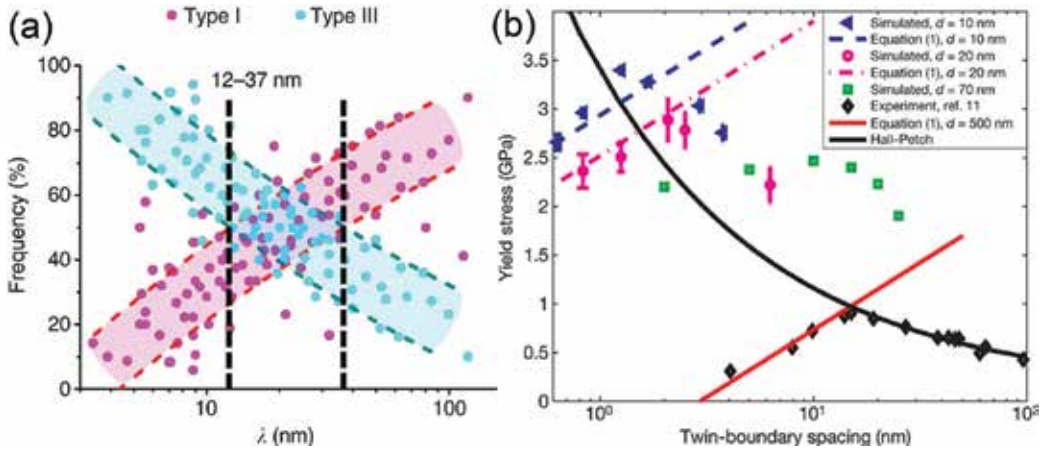 (a)
Type I
Type III
12–37 nm
100
80
60
40
20
0
Frequency (%)
10
100
λ (nm)
(b)
Simulated, d = 10 nm
Equation (1), d = 10 nm
Simulated, d = 20 nm
Equation (1), d = 20 nm
Simulated, d = 70 nm
Experiment, ref. 11
Equation (1), d = 500 nm
Hall–Petch
3.5
3
2.5
2
1.5
1
0.5
0
Yield stress (GPa)
10⁰
10¹
10²
Twin-boundary spacing (nm)